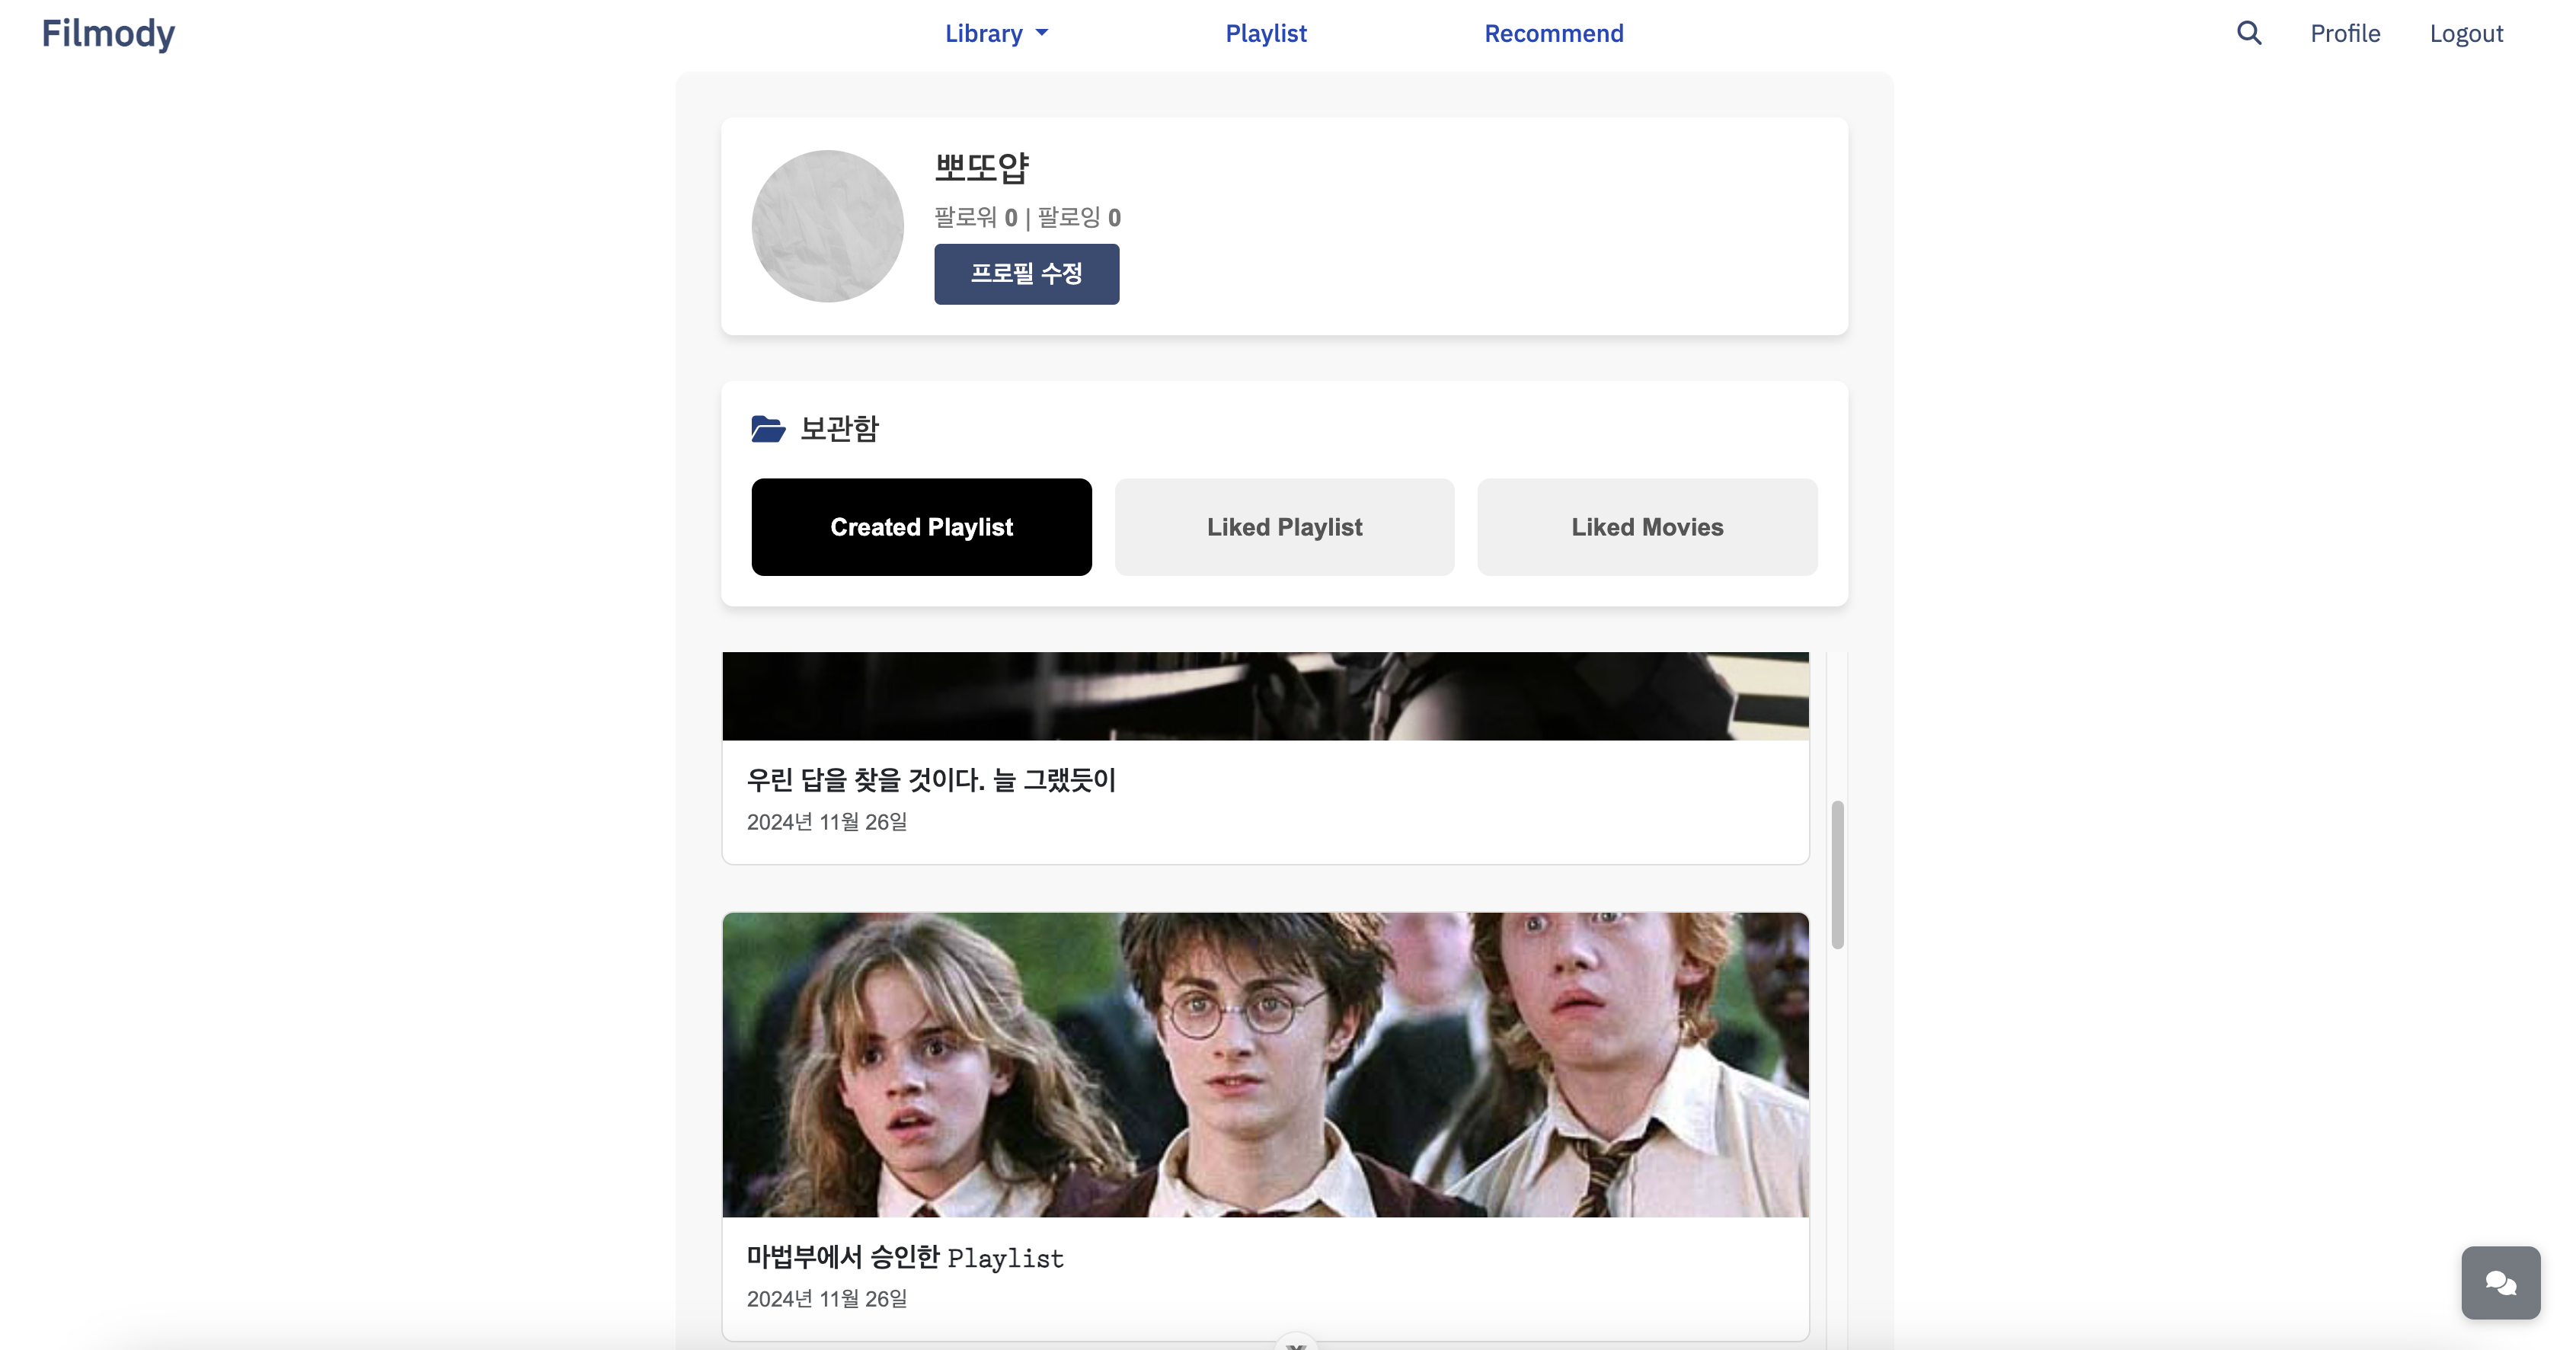 Filmody
Library
Playlist
Recommend
Profile
Logout
뽀또얍
팔로워 0 | 팔로잉 0
프로필 수정
보관함
Created Playlist
Liked Playlist
Liked Movies
우린 답을 찾을 것이다. 늘 그랬듯이
2024년 11월 26일
마법부에서 승인한 Playlist
2024년 11월 26일